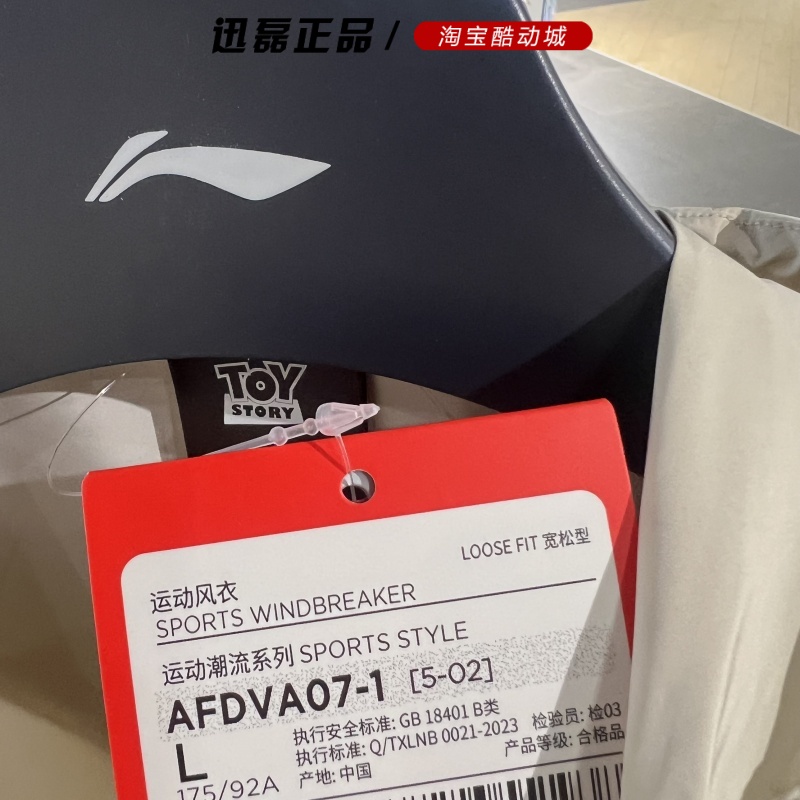 迅磊正品 / 淘宝酷动城
TOY
STORY
LOOSE FIT 宽松型
运动风衣
SPORTS WINDBREAKER
运动潮流系列 SPORTS STYLE
AFDVA07-1 [5-02]
L
175/92A
执行安全标准: GB 18401 B类
执行标准: Q/TXLNB 0021-2023 检验员: 检03
产地: 中国 产品等级: 合格品